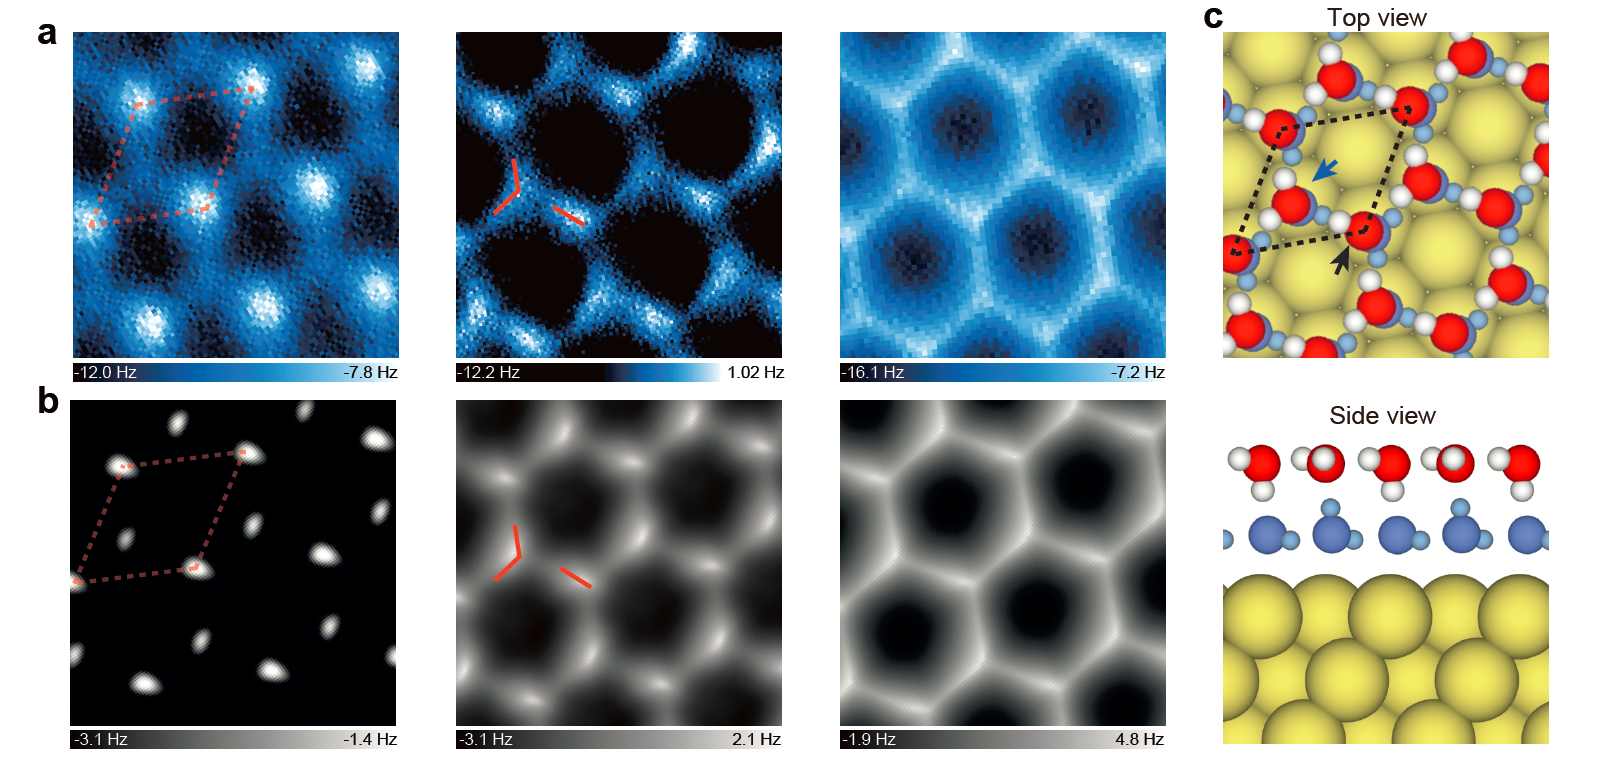 a
c
Top view
-12.0 Hz -7.8 Hz
-12.2 Hz 1.02 Hz
-16.1 Hz -7.2 Hz
b
Side view
-3.1 Hz -1.4 Hz
-3.1 Hz 2.1 Hz
-1.9 Hz 4.8 Hz